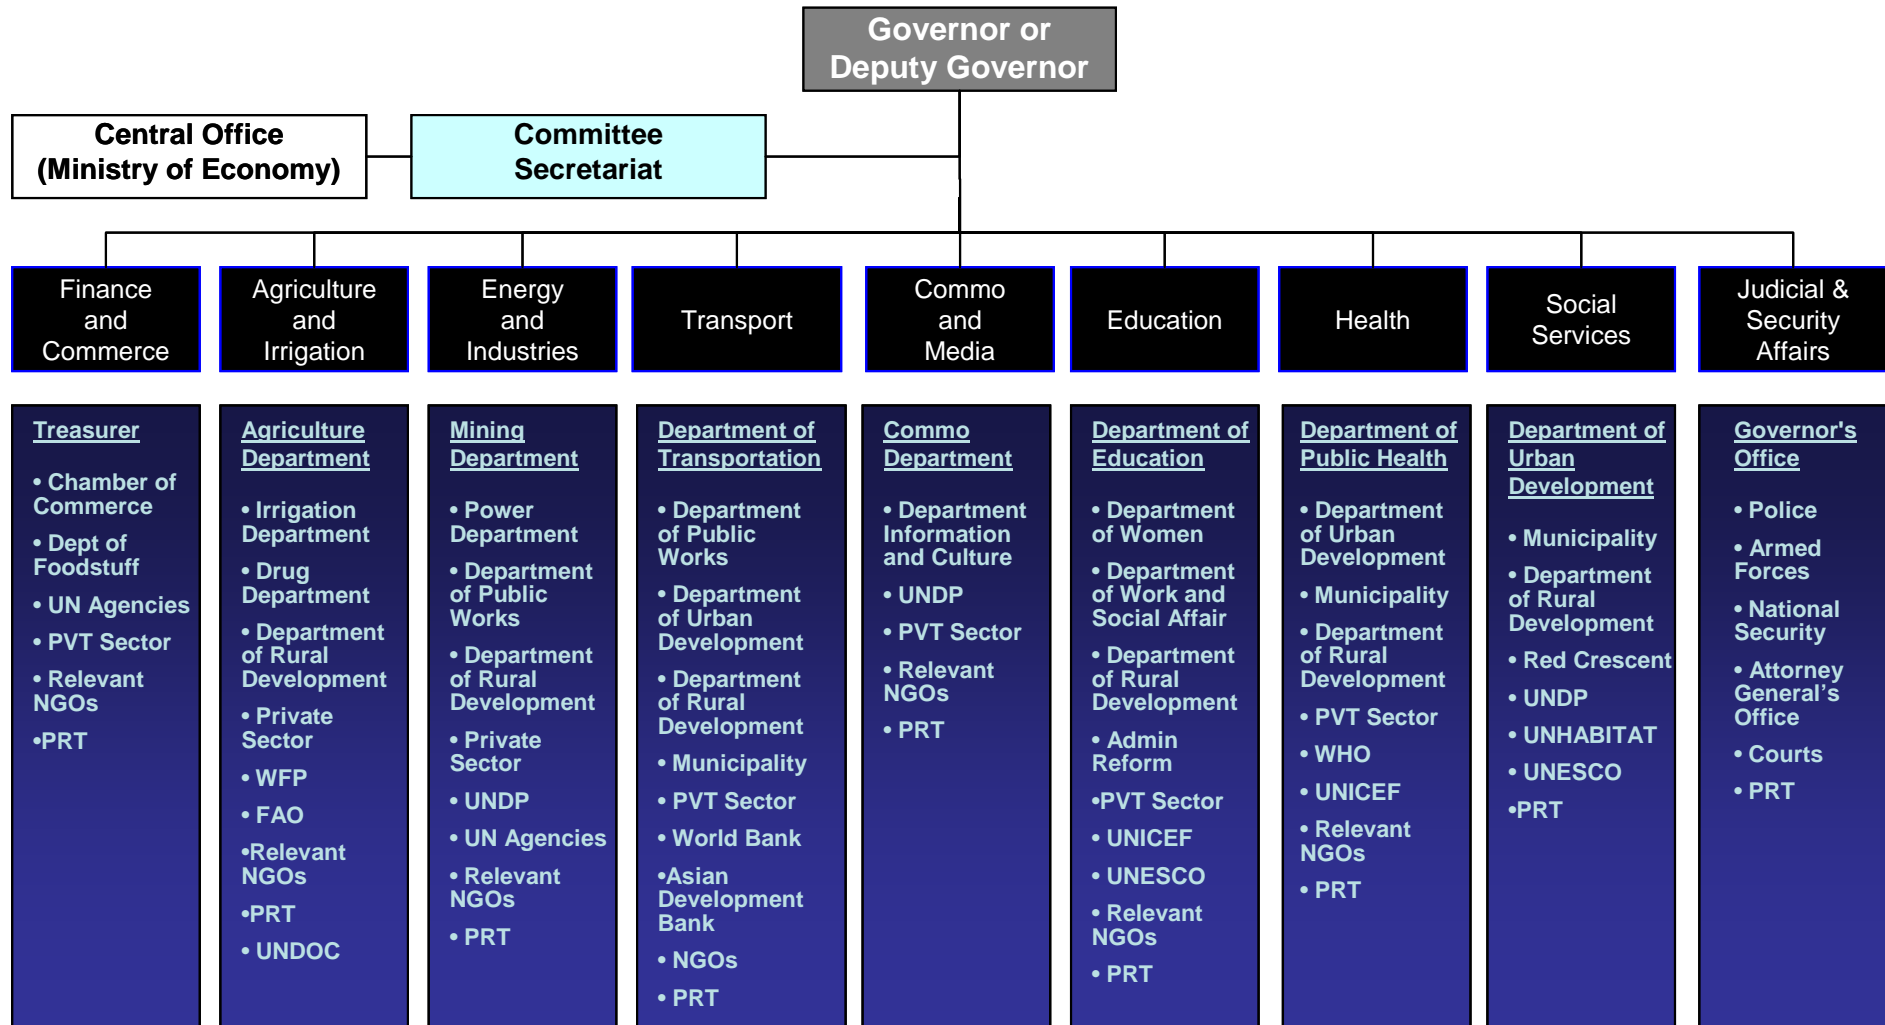 Governor or
Deputy Governor
Central Office
(Ministry of Economy)
Committee
Secretariat
Finance
and
Commerce
Agriculture
and
Irrigation
Energy
and
Industries
Transport
Commo
and
Media
Education
Health
Social
Services
Judicial &
Security
Affairs
Treasurer
• Chamber of
Commerce
• Dept of
Foodstuff
• UN Agencies
• PVT Sector
• Relevant
NGOs
•PRT
Agriculture
Department
• Irrigation
Department
• Drug
Department
• Department
of Rural
Development
• Private
Sector
• WFP
• FAO
•Relevant
NGOs
•PRT
• UNDOC
Mining
Department
• Power
Department
• Department
of Public
Works
• Department
of Rural
Development
• Private
Sector
• UNDP
• UN Agencies
• Relevant
NGOs
• PRT
Department of
Transportation
• Department
of Public
Works
• Department
of Urban
Development
• Department
of Rural
Development
• Municipality
• PVT Sector
• World Bank
•Asian
Development
Bank
• NGOs
• PRT
Commo
Department
• Department
Information
and Culture
• UNDP
• PVT Sector
• Relevant
NGOs
• PRT
Department of
Education
• Department
of Women
• Department
of Work and
Social Affair
• Department
of Rural
Development
• Admin
Reform
•PVT Sector
• UNICEF
• UNESCO
• Relevant
NGOs
• PRT
Department of
Public Health
• Department
of Urban
Development
• Municipality
• Department
of Rural
Development
• PVT Sector
• WHO
• UNICEF
• Relevant
NGOs
• PRT
Department of
Urban
Development
• Municipality
• Department
of Rural
Development
• Red Crescent
• UNDP
• UNHABITAT
• UNESCO
•PRT
Governor's
Office
• Police
• Armed
Forces
• National
Security
• Attorney
General’s
Office
• Courts
• PRT